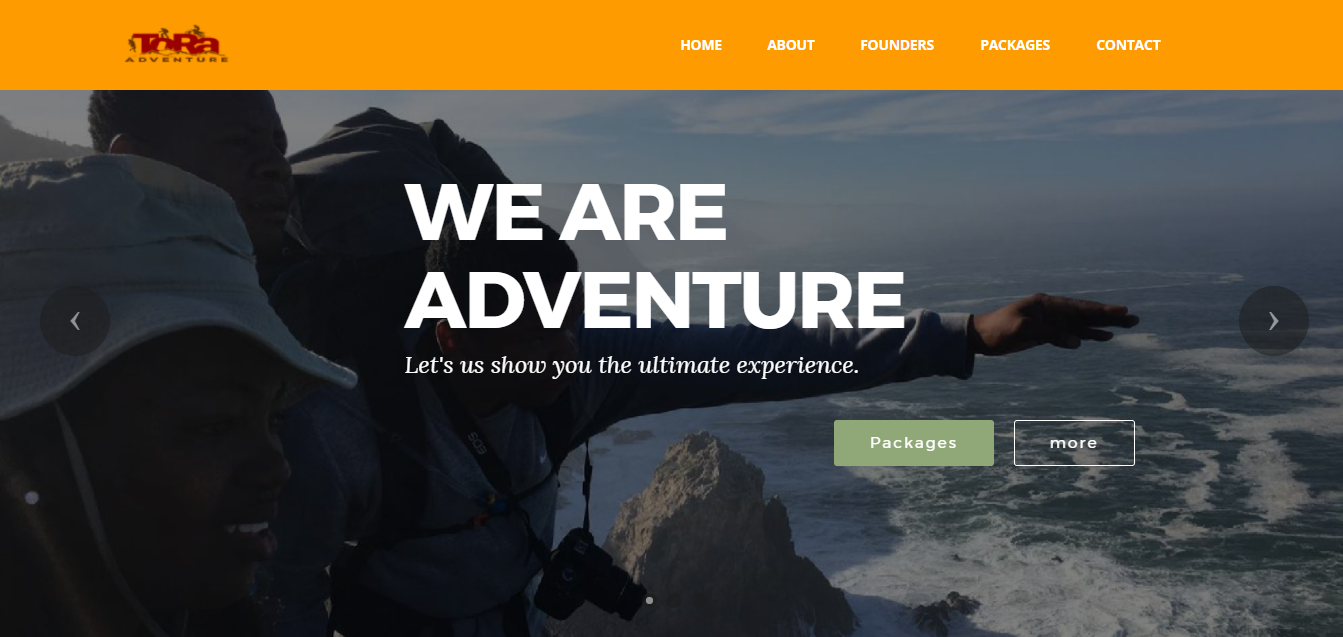 ToRa
ADVENTURE
HOME ABOUT FOUNDERS PACKAGES CONTACT
WE ARE
ADVENTURE
Let's us show you the ultimate experience.
EOS
Packages more